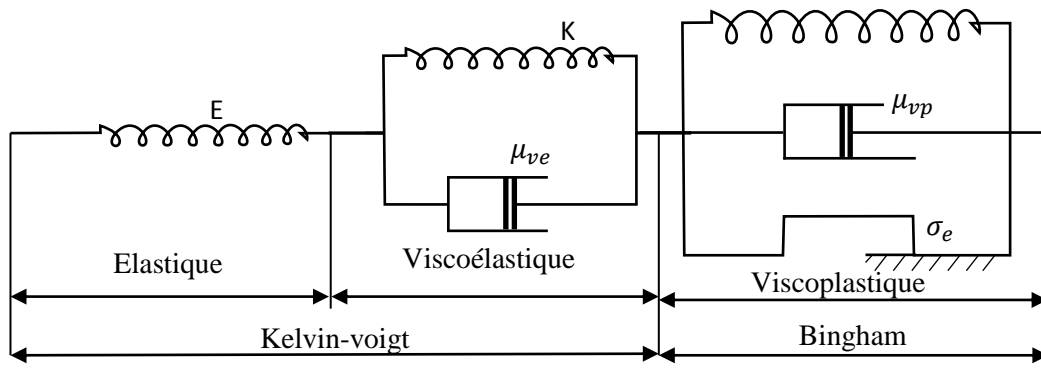 E
K
μ_ve
μ_vp
σ_e
Elastique
Viscoélastique
Viscoplastique
Kelvin-voigt
Bingham